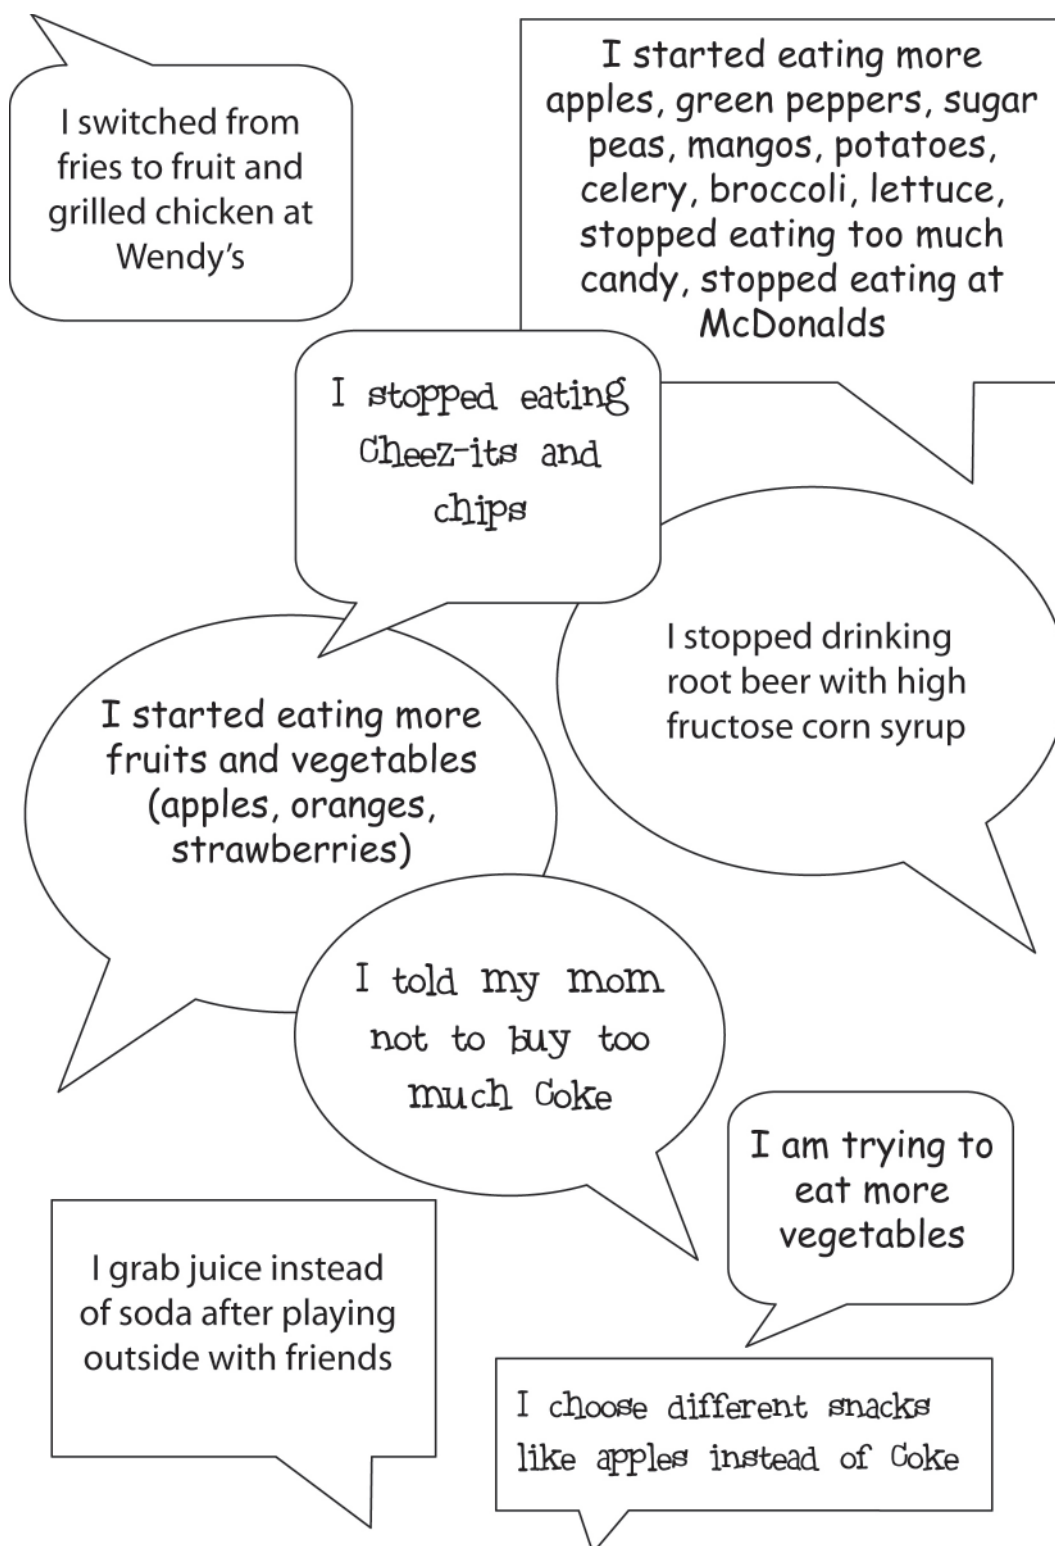 I switched from
fries to fruit and
grilled chicken at
Wendy's
I started eating more
apples, green peppers, sugar
peas, mangos, potatoes,
celery, broccoli, lettuce,
stopped eating too much
candy, stopped eating at
McDonalds
I stopped eating
Cheez-its and
chips
I stopped drinking
root beer with high
fructose corn syrup
I started eating more
fruits and vegetables
(apples, oranges,
strawberries)
I told my mom
not to buy too
much Coke
I am trying to
eat more
vegetables
I grab juice instead
of soda after playing
outside with friends
I choose different snacks
like apples instead of Coke